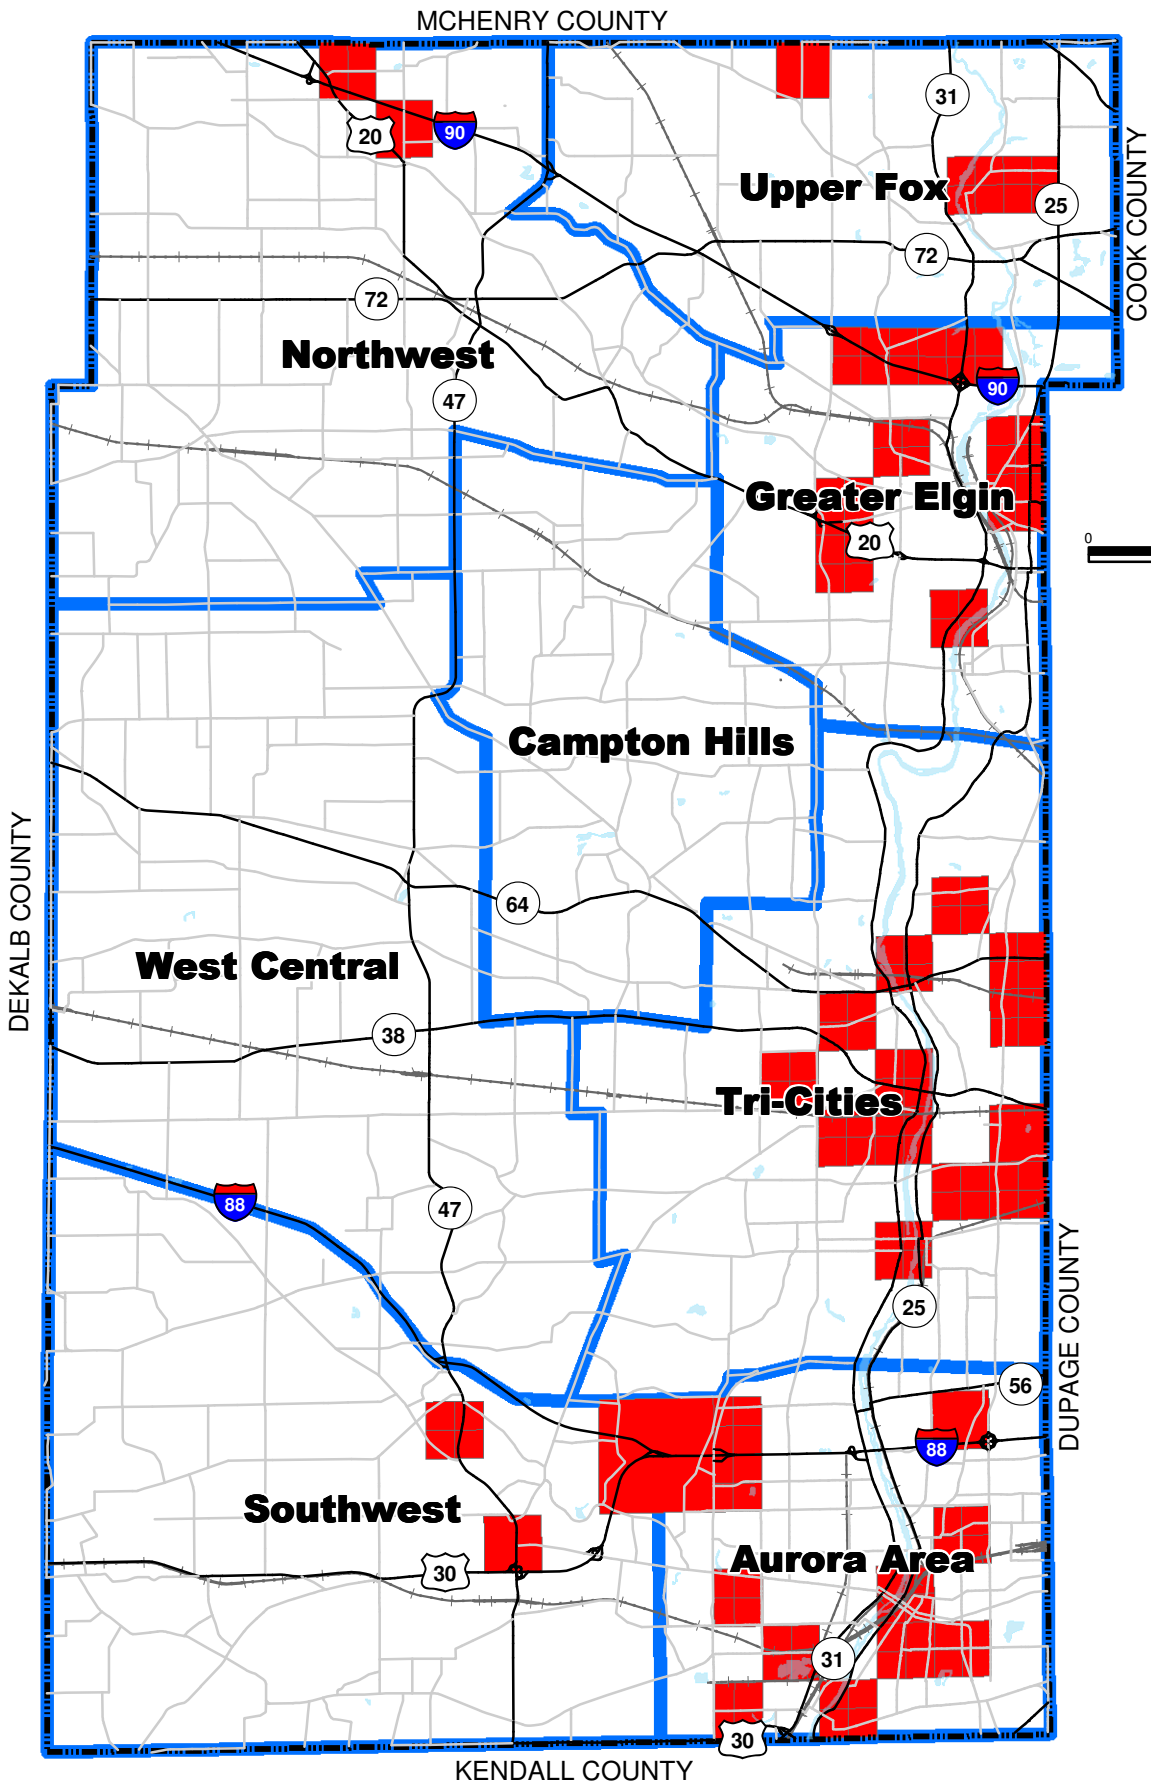 MCHENRY COUNTY
31
20
90
Upper Fox
25
COOK COUNTY
72
72
Northwest
90
47
Greater Elgin
20
0
Campton Hills
DEKALB COUNTY
64
West Central
38
Tri-Cities
88
47
25
DUPAGE COUNTY
56
88
Southwest
Aurora Area
30
31
30
KENDALL COUNTY